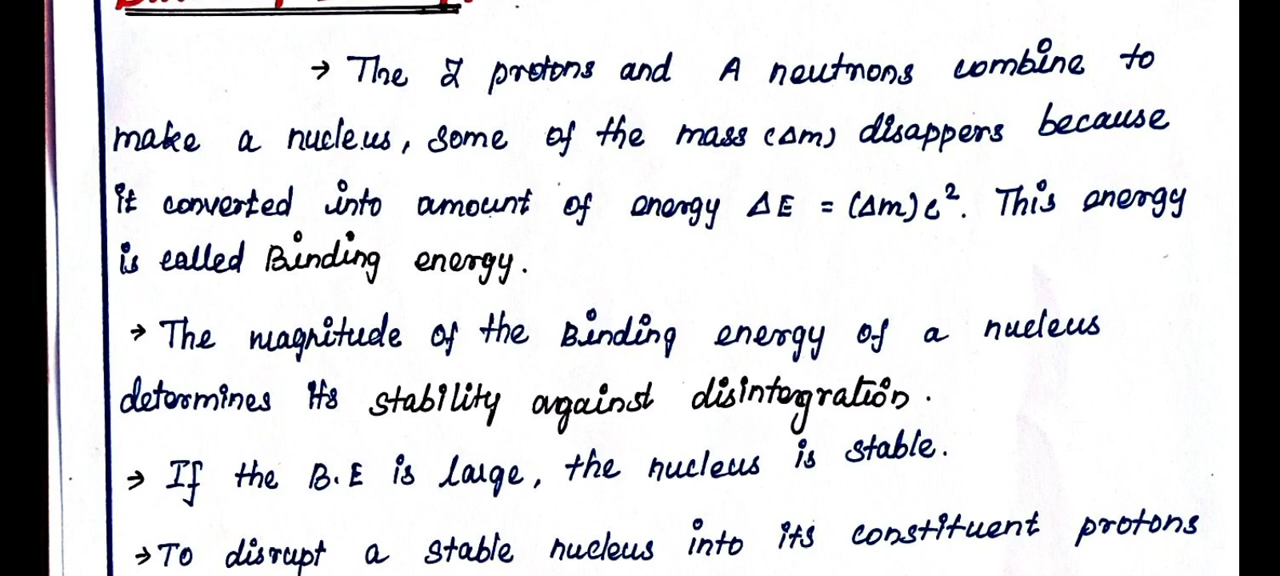 → The Z protons and A neutrons combine to
make a nucleus, some of the mass (Δm) disappers because
it converted into amount of energy ΔE = (Δm)c². This energy
is called Binding energy.
→ The magnitude of the Binding energy of a nucleus
determines its stability against disintegration.
→ If the B.E is large, the nucleus is stable.
→ To disrupt a stable nucleus into its constituent protons